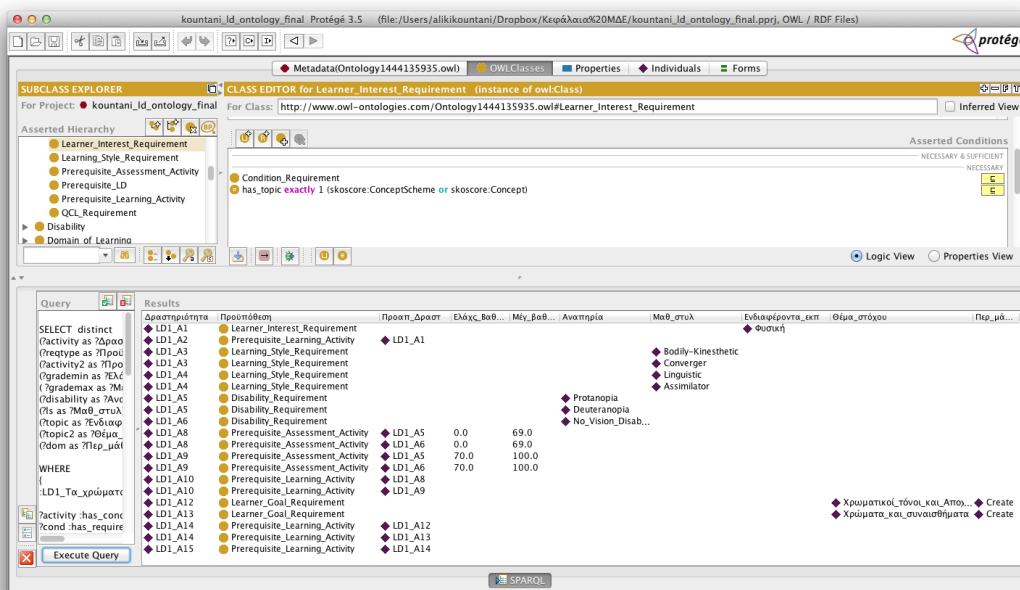 kountani_ld_ontology_final Protégé 3.5 (file:/Users/alikikountani/Dropbox/Κεφάλαια%20ΜΔΕ/kountani_ld_ontology_final.pprj, OWL / RDF Files)
protégé
Metadata(Ontology1444135935.owl) OWLClasses Properties Individuals Forms
SUBCLASS EXPLORER CLASS EDITOR for Learner_Interest_Requirement (instance of owl:Class)
For Project: kountani_ld_ontology_final For Class: http://www.owl-ontologies.com/Ontology1444135935.owl#Learner_Interest_Requirement Inferred View
Asserted Hierarchy
Learner_Interest_Requirement
Learning_Style_Requirement
Prerequisite_Assessment_Activity
Prerequisite_LD
Prerequisite_Learning_Activity
QCL_Requirement
Disability
Domain of Learning
Asserted Conditions
NECESSARY & SUFFICIENT
NECESSARY
Condition_Requirement
has_topic exactly 1 (skoscore:ConceptScheme or skoscore:Concept)
Logic View Properties View
Query
SELECT distinct
(?activity as ?Δρασ
(?reqtype as ?Προϋ
(?activity2 as ?Προ
(?grademin as ?Ελά
( ?grademax as ?Μ
(?disability as ?Ανα
(?ls as ?Μαθ_στυλ
(?topic as ?Ενδιαφ
(?topic2 as ?Θέμα_
(?dom as ?Περ_μά
WHERE
{
:LD1_Τα_χρώματα
?activity :has_cond
?cond :has_require
Execute Query
Results
Δραστηριότητα Προϋπόθεση Προαπ_Δραστ Ελάχς_Βαθ... Μέγ_βαθ... Αναπηρία Μαθ_στυλ Ενδιαφέροντα_εκπ Θέμα_στόχου Περ_μά...
LD1_A1 Learner_Interest_Requirement Φυσική
LD1_A2 Prerequisite_Learning_Activity LD1_A1
LD1_A3 Learning_Style_Requirement Bodily-Kinesthetic
LD1_A3 Learning_Style_Requirement Converger
LD1_A4 Learning_Style_Requirement Linguistic
LD1_A4 Learning_Style_Requirement Assimilator
LD1_A5 Disability_Requirement Protanopia
LD1_A5 Disability_Requirement Deuteranopia
LD1_A6 Disability_Requirement No_Vision_Disab...
LD1_A8 Prerequisite_Assessment_Activity LD1_A5 0.0 69.0
LD1_A8 Prerequisite_Assessment_Activity LD1_A6 0.0 69.0
LD1_A9 Prerequisite_Assessment_Activity LD1_A5 70.0 100.0
LD1_A9 Prerequisite_Assessment_Activity LD1_A6 70.0 100.0
LD1_A10 Prerequisite_Learning_Activity LD1_A8
LD1_A10 Prerequisite_Learning_Activity LD1_A9
LD1_A12 Learner_Goal_Requirement Χρωματικοί_τόνοι_και_Απο... Create
LD1_A13 Learner_Goal_Requirement Χρώματα_και_συναισθήματα Create
LD1_A14 Prerequisite_Learning_Activity LD1_A12
LD1_A14 Prerequisite_Learning_Activity LD1_A13
LD1_A15 Prerequisite_Learning_Activity LD1_A14
SPARQL